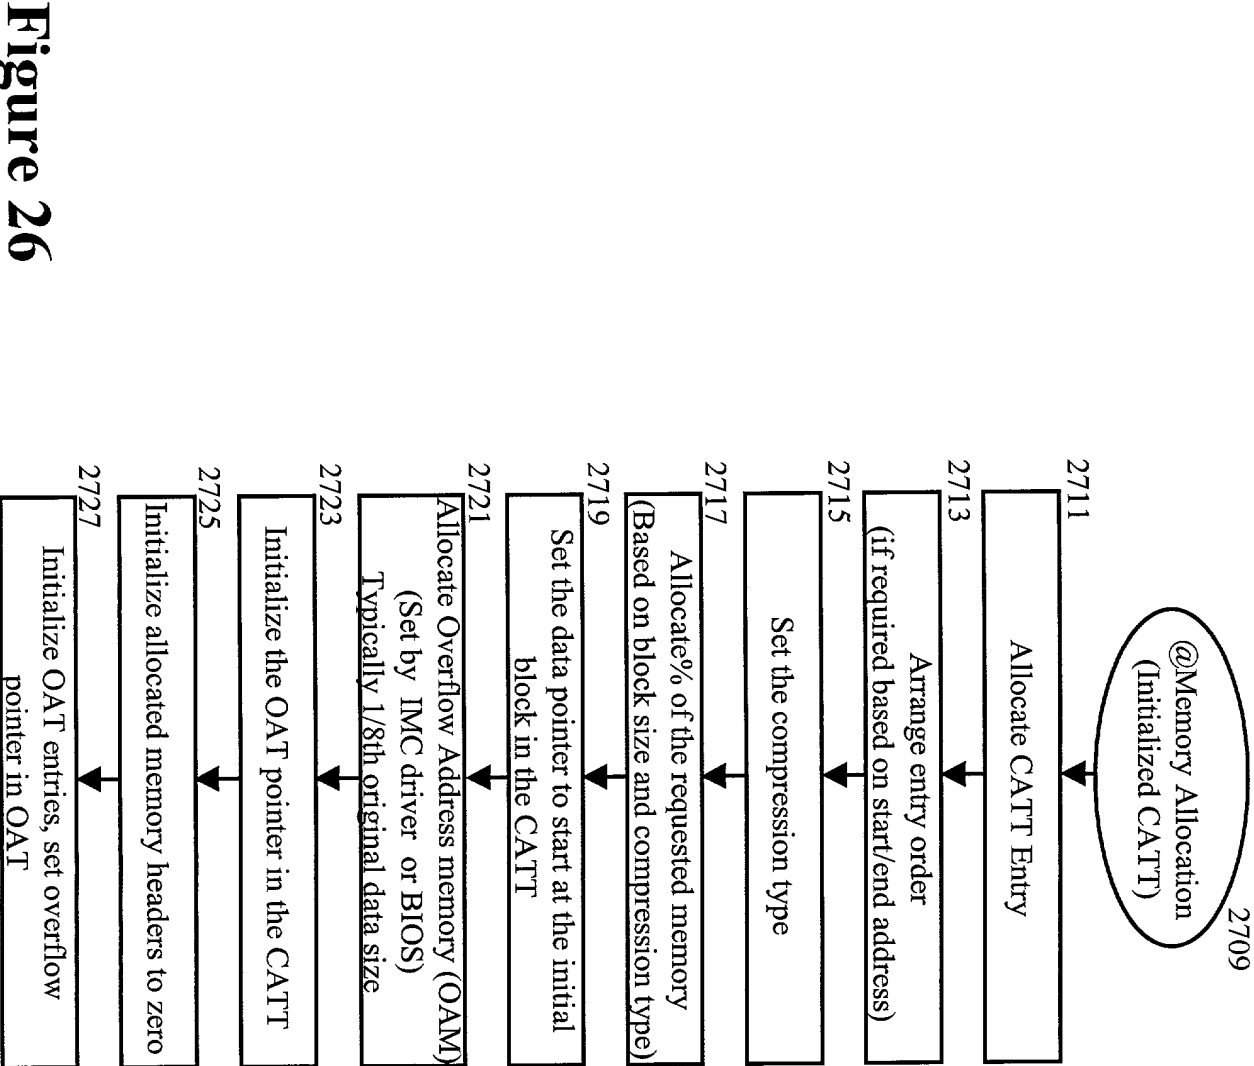 2709
@Memory Allocation
(Initialized CATT)
2711
Allocate CATT Entry
2713
Arrange entry order
(if required based on start/end address)
2715
Set the compression type
2717
Allocate% of the requested memory
(Based on block size and compression type)
2719
Set the data pointer to start at the initial
block in the CATT
2721
Allocate Overflow Address memory (OAM)
(Set by IMC driver or BIOS)
Typically 1/8th original data size
2723
Initialize the OAT pointer in the CATT
2725
Initialize allocated memory headers to zero
2727
Initialize OAT entries, set overflow
pointer in OAT
Figure 26